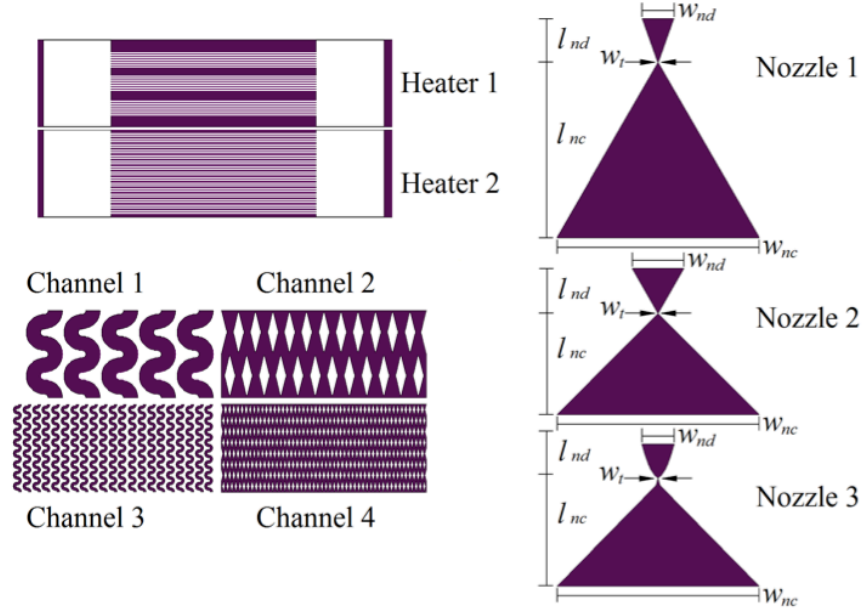 Heater 1
Heater 2
Channel 1
Channel 2
Channel 3
Channel 4
w_nd
l_nd
w_t
Nozzle 1
l_nc
w_nc
w_nd
l_nd
w_t
Nozzle 2
l_nc
w_nc
w_nd
l_nd
w_t
Nozzle 3
l_nc
w_nc